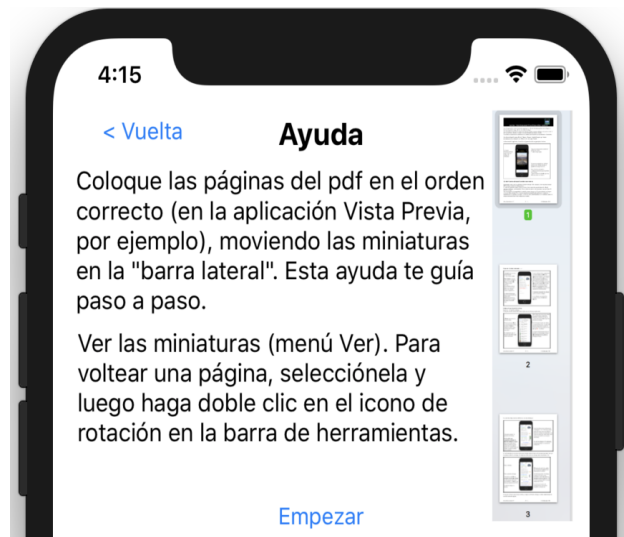 4:15
< Vuelta
Ayuda
Coloque las páginas del pdf en el orden
correcto (en la aplicación Vista Previa,
por ejemplo), moviendo las miniaturas
en la "barra lateral". Esta ayuda te guía
paso a paso.
Ver las miniaturas (menú Ver). Para
voltear una página, selecciónela y
luego haga doble clic en el icono de
rotación en la barra de herramientas.
Empezar
1
2
3